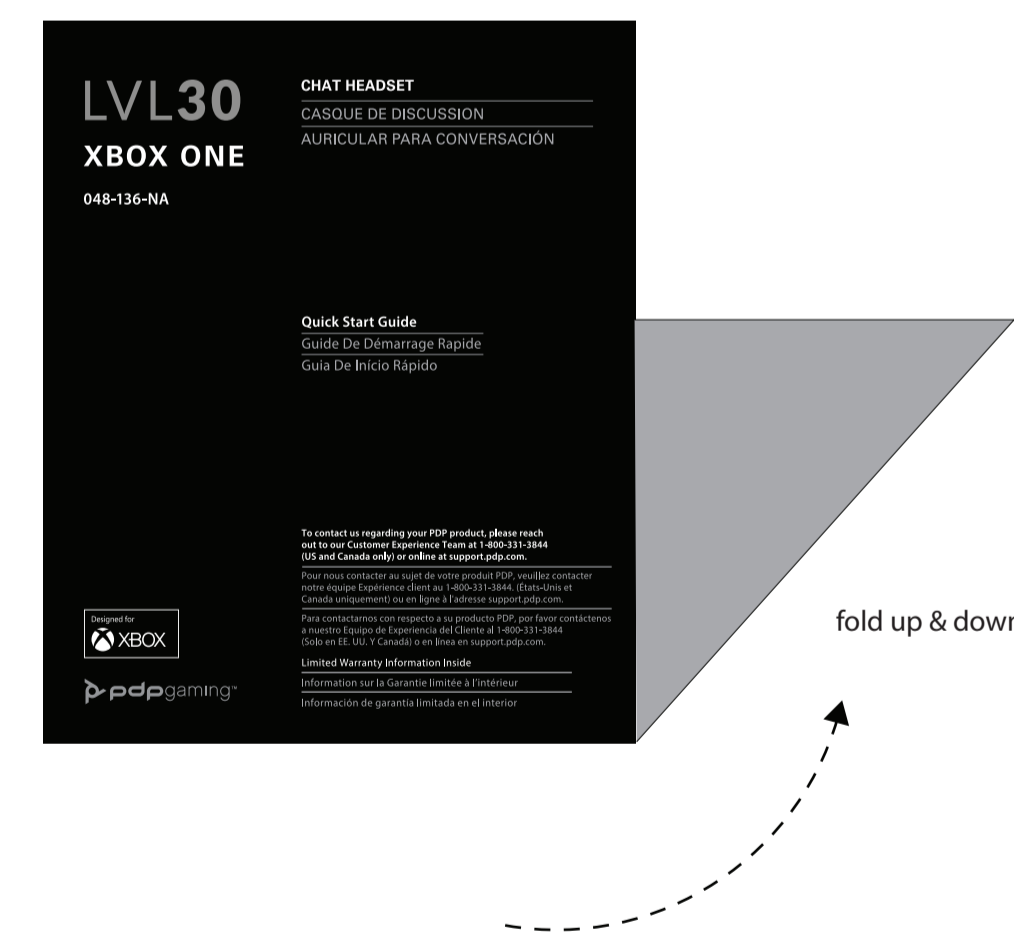 LVL30
XBOX ONE
048-136-NA
CHAT HEADSET
CASQUE DE DISCUSSION
AURICULAR PARA CONVERSACIÓN
Quick Start Guide
Guide De Démarrage Rapide
Guia De Início Rápido
To contact us regarding your PDP product, please reach
out to our Customer Experience Team at 1-800-331-3844
(US and Canada only) or online at support.pdp.com.
Pour nous contacter au sujet de votre produit PDP, veuillez contacter
notre équipe Expérience client au 1-800-331-3844. (États-Unis et
Canada uniquement) ou en ligne à l'adresse support.pdp.com.
Para contactarnos con respecto a su producto PDP, por favor contáctenos
a nuestro Equipo de Experiencia del Cliente al 1-800-331-3844
(Solo en EE. UU. Y Canadá) o en línea en support.pdp.com.
Limited Warranty Information Inside
Information sur la Garantie limitée à l'intérieur
Información de garantía limitada en el interior
Designed for
XBOX
pdpgaming™
fold up & down